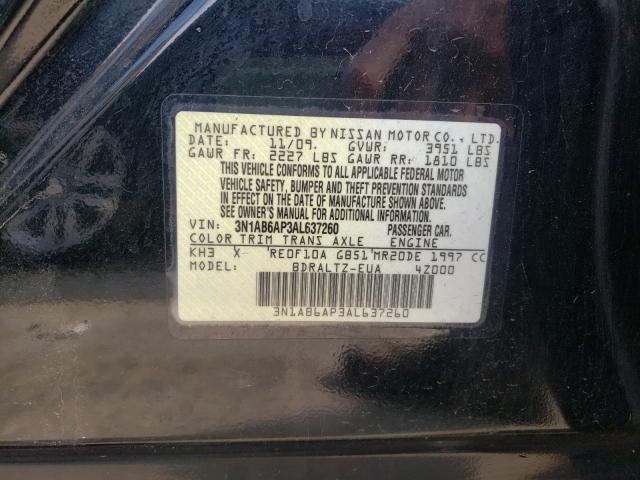 MANUFACTURED BY NISSAN MOTOR CO., LTD.
DATE: 11/09. GVWR: 3951 LBS
GAWR FR: 2227 LBS GAWR RR: 1810 LBS
THIS VEHICLE CONFORMS TO ALL APPLICABLE FEDERAL MOTOR
VEHICLE SAFETY, BUMPER AND THEFT PREVENTION STANDARDS
IN EFFECT ON THE DATE OF MANUFACTURE SHOWN ABOVE.
SEE OWNER'S MANUAL FOR ADDITIONAL INFORMATION.
VIN: 3N1AB6AP3AL637260 PASSENGER CAR.
COLOR TRIM TRANS AXLE ENGINE
KH3 X RE0F10A GB51 MR20DE 1997 CC
MODEL: BDRALTZ-EUA 4Z000
3N1AB6AP3AL637260